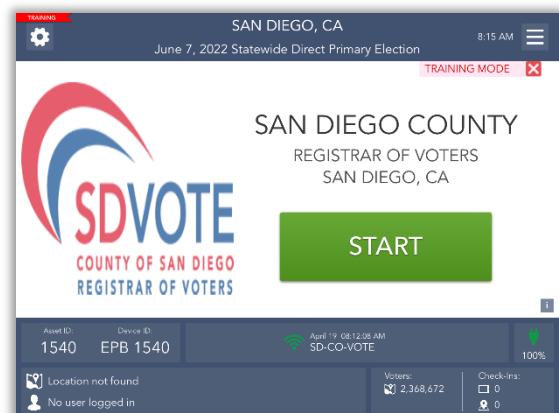 TRAINING
SAN DIEGO, CA
June 7, 2022 Statewide Direct Primary Election
8:15 AM
TRAINING MODE
SDVOTE
COUNTY OF SAN DIEGO
REGISTRAR OF VOTERS
SAN DIEGO COUNTY
REGISTRAR OF VOTERS
SAN DIEGO, CA
START
i
Asset ID:
1540
Device ID:
EPB 1540
April 19 08:12:08 AM
SD-CO-VOTE
100%
Location not found
No user logged in
Voters:
2,368,672
Check-Ins:
0
0